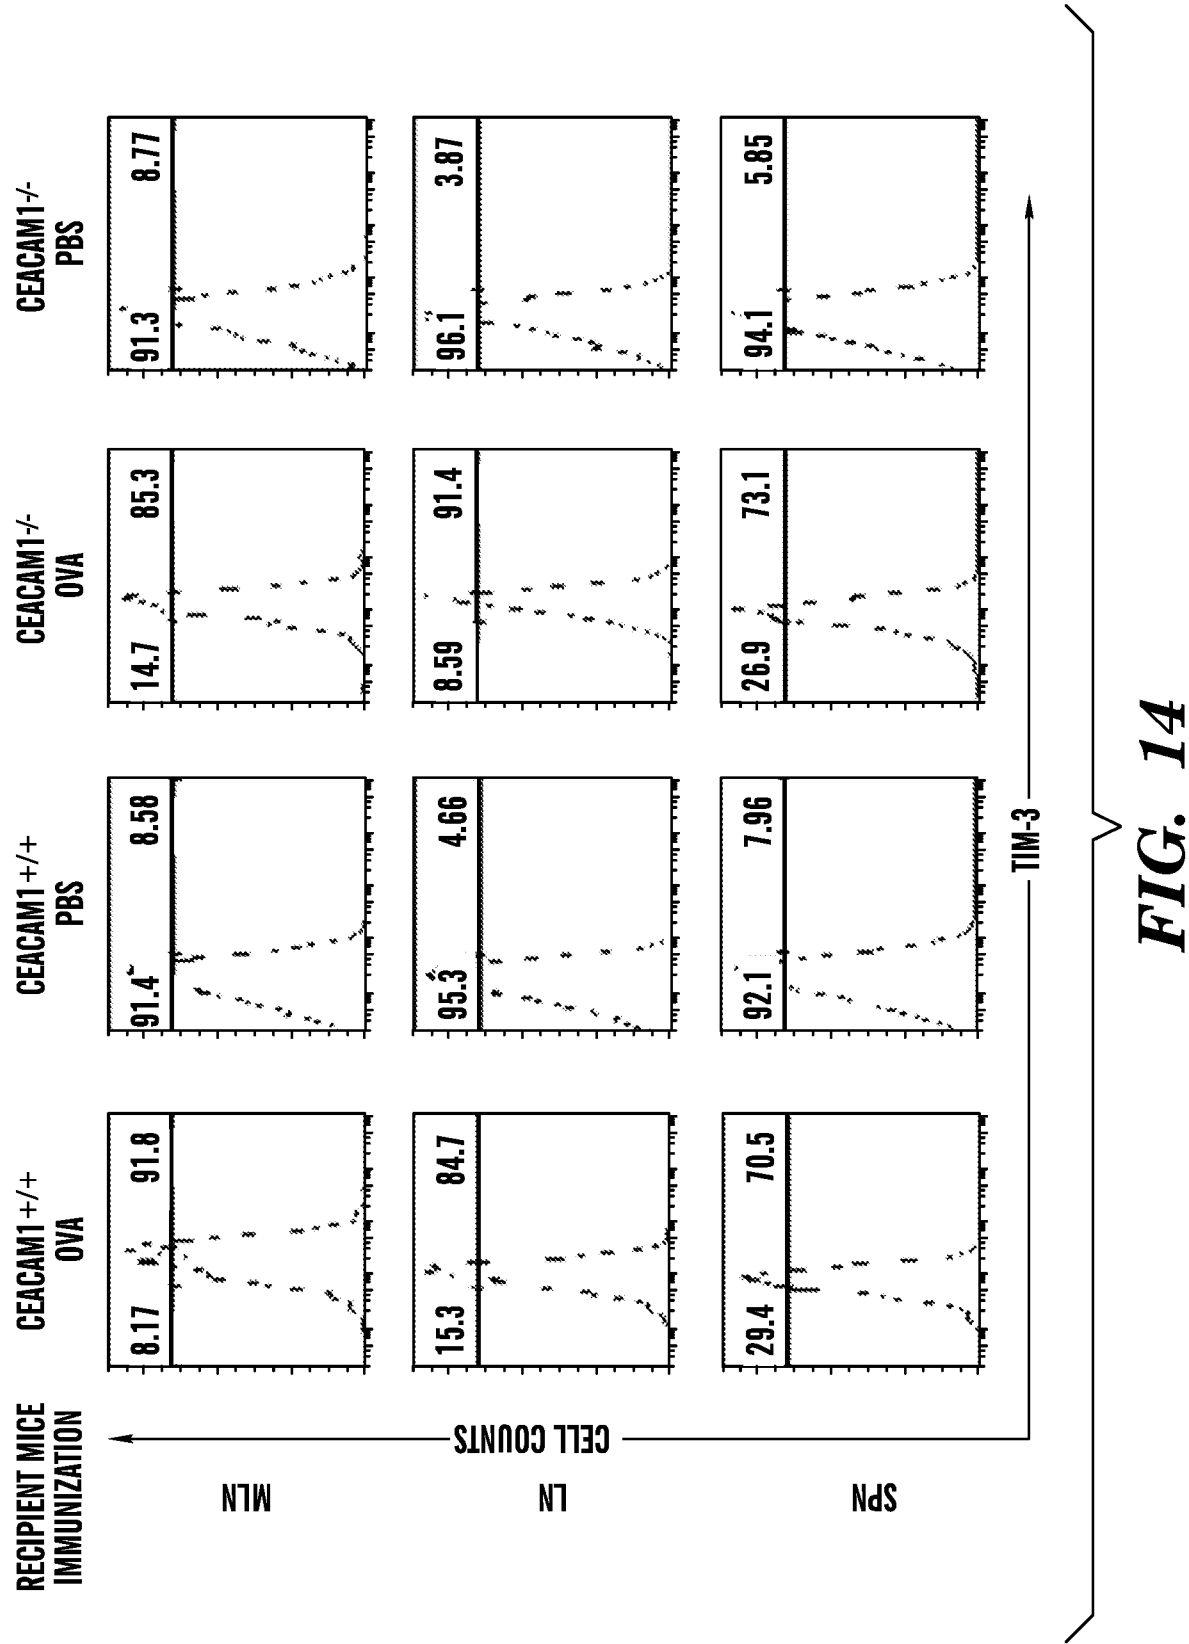 RECIPIENT MICE CEACAM1+/+ CEACAM1+/+ CEACAM1-/- CEACAM1-/-
IMMUNIZATION OVA PBS OVA PBS
MLN
8.17 91.8 91.4 8.58 14.7 85.3 91.3 8.77
CELL COUNTS
LN
15.3 84.7 95.3 4.66 8.59 91.4 96.1 3.87
SPN
29.4 70.5 92.1 7.96 26.9 73.1 94.1 5.85
TIM-3
FIG. 14